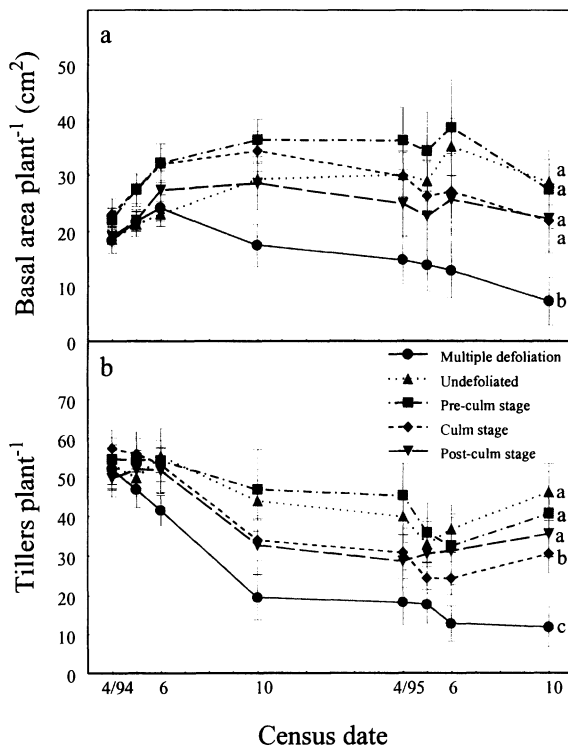 a
Basal area plant⁻¹ (cm²)
50
40
30
20
10
0
a
a
a
a
b
b
Tillers plant⁻¹
70
60
50
40
30
20
10
0
Multiple defoliation
Undefoliated
Pre-culm stage
Culm stage
Post-culm stage
a
a
a
b
c
4/94
6
10
4/95
6
10
Census date